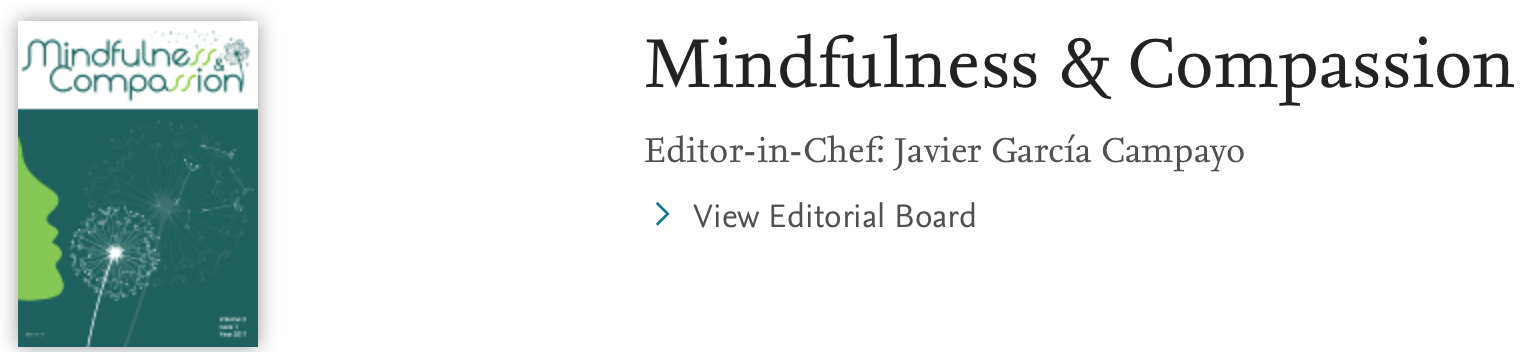 Mindfulness &
Compassion
Mindfulness & Compassion
Editor-in-Chef: Javier García Campayo
View Editorial Board